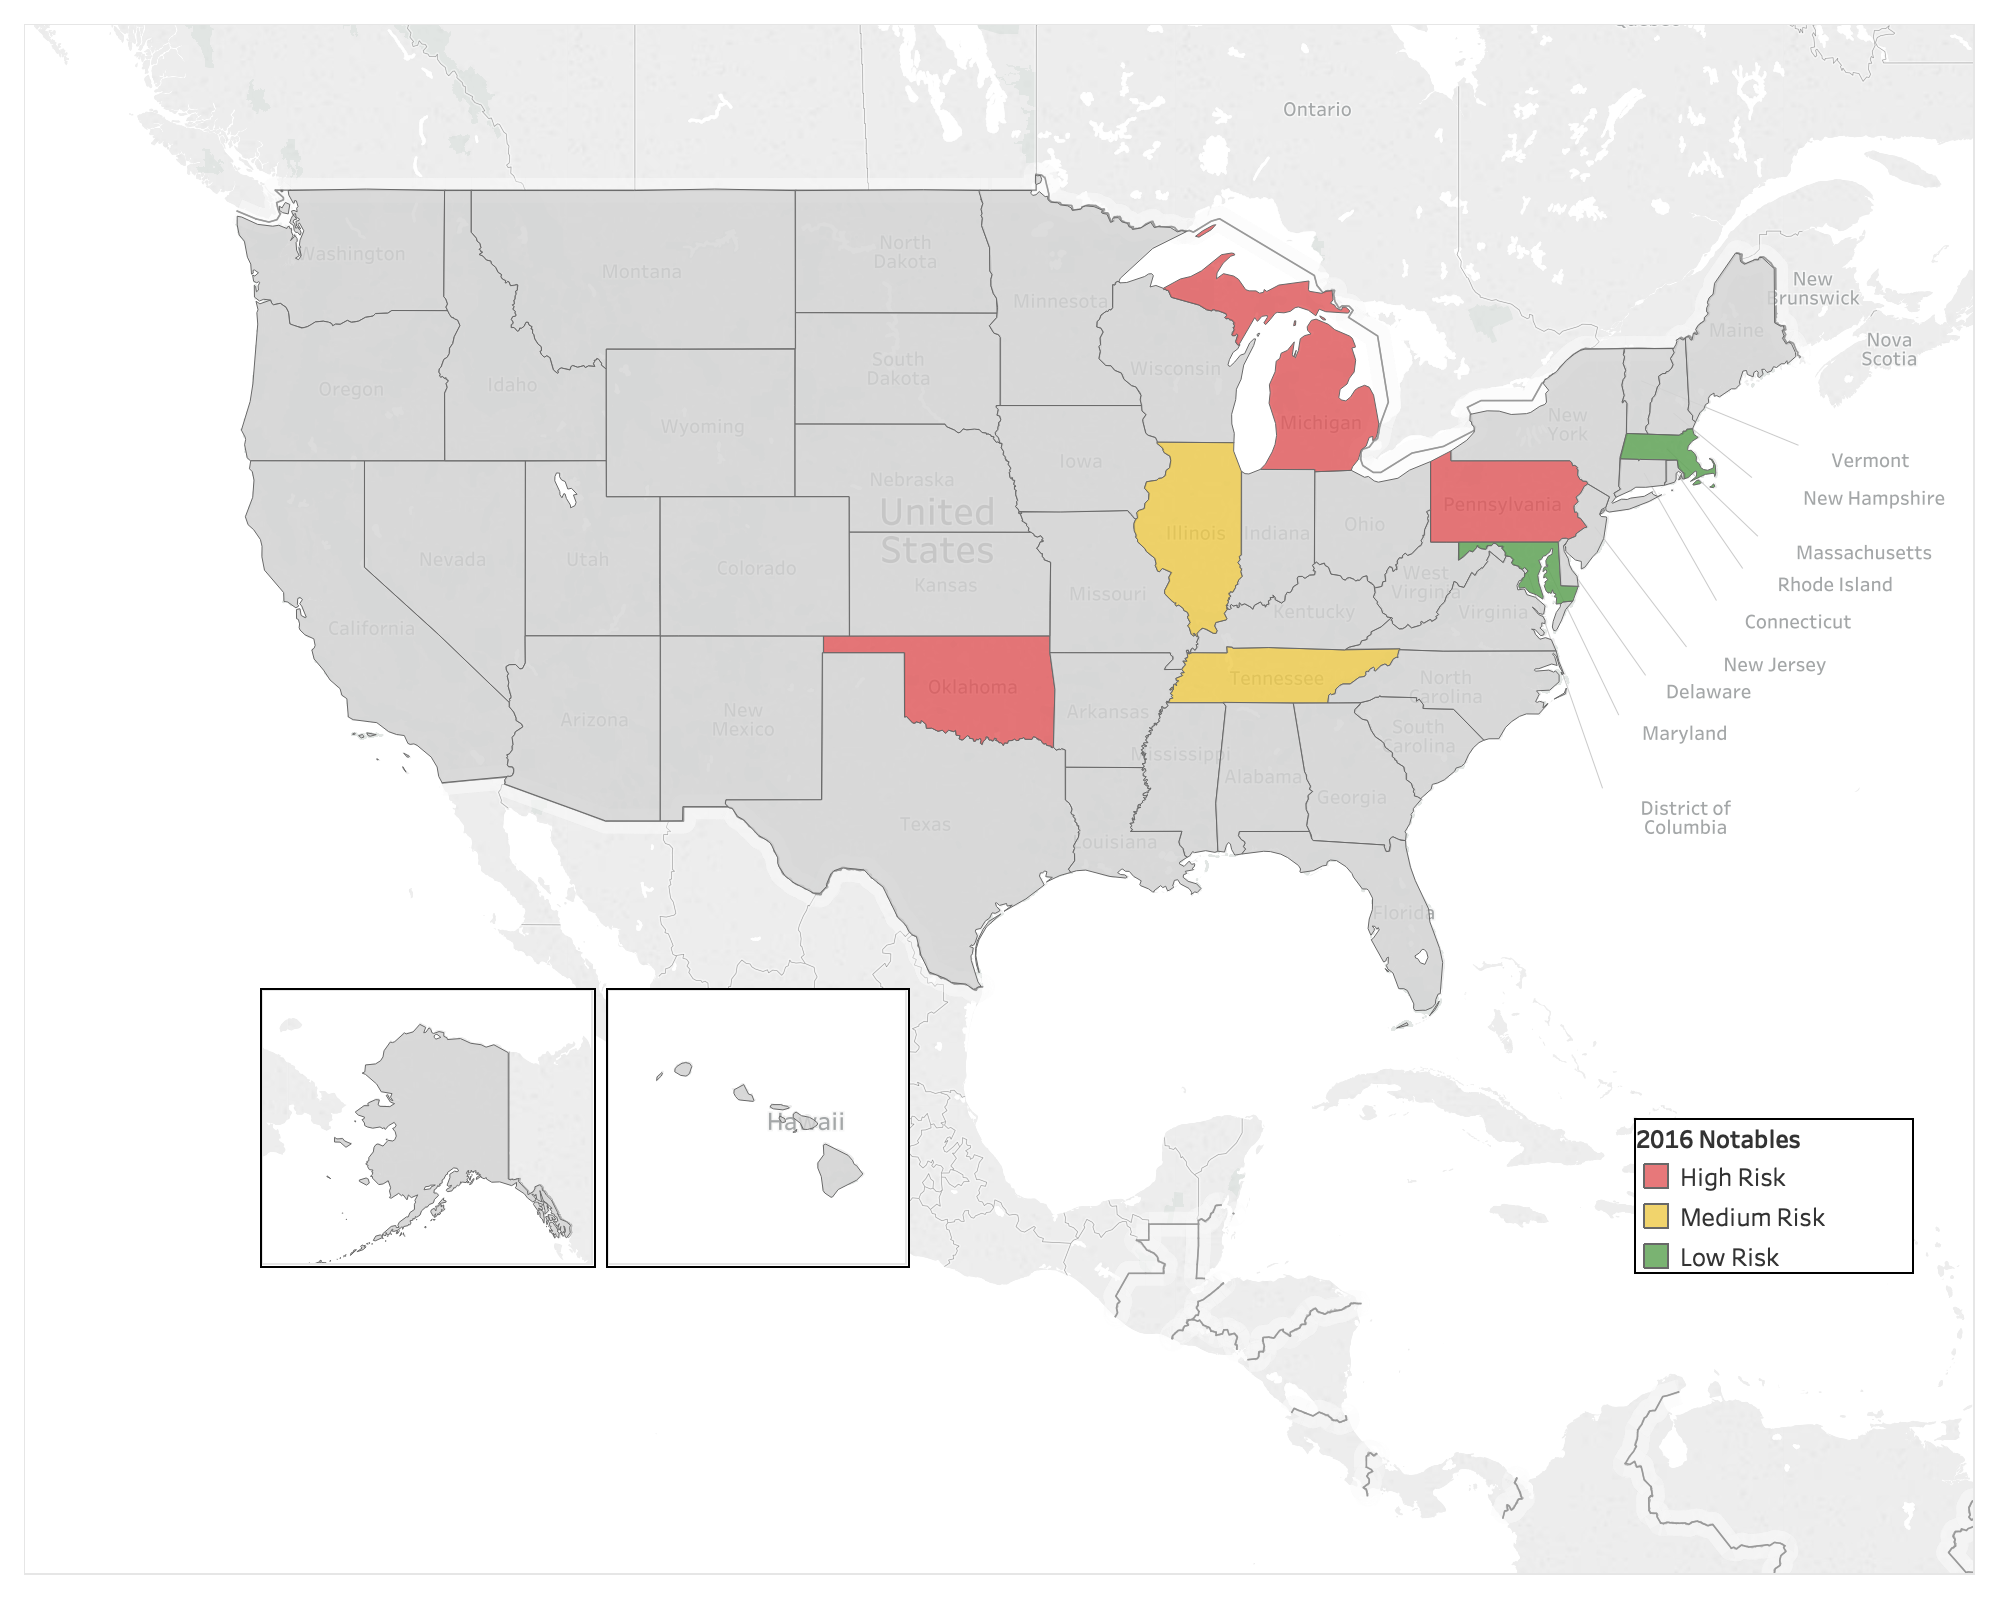 Ontario
Washington
Montana
North
Dakota
Minnesota
New
Brunswick
Maine
Nova
Scotia
Oregon
Idaho
South
Dakota
Wisconsin
Wyoming
Michigan
New
York
Iowa
Nebraska
Vermont
New Hampshire
United
States
Pennsylvania
Illinois
Indiana
Ohio
Nevada
Utah
Colorado
Kansas
Missouri
West
Virginia
Massachusetts
Rhode Island
California
Kentucky
Virginia
Connecticut
New Jersey
Oklahoma
Tennessee
North
Carolina
Delaware
Arizona
New
Mexico
Arkansas
South
Carolina
Maryland
Mississippi
Alabama
Georgia
District of
Columbia
Texas
Louisiana
Florida
Hawaii
2016 Notables
High Risk
Medium Risk
Low Risk